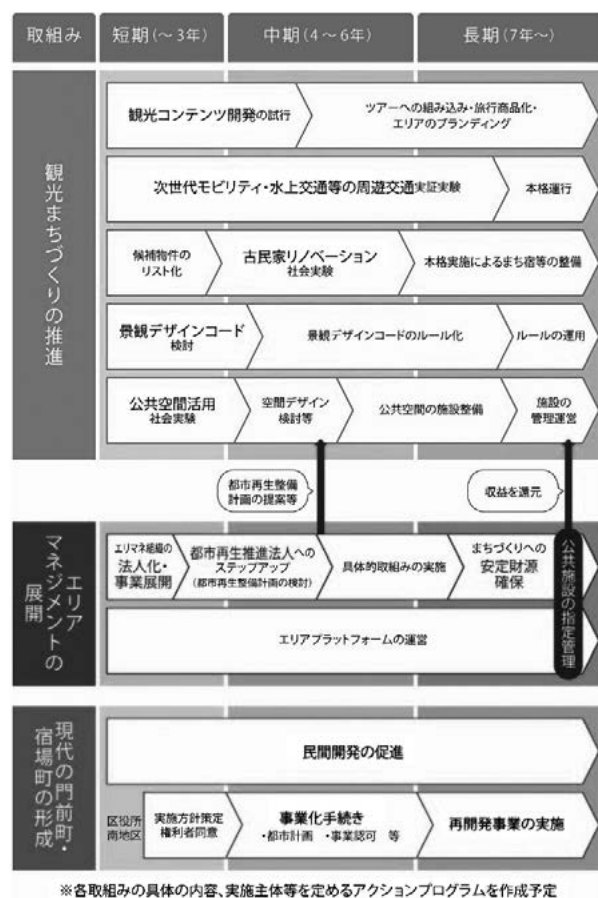 取組み
短期(～3年)
中期(4～6年)
長期(7年～)
観光まちづくりの推進
観光コンテンツ開発の試行
ツアーへの組み込み・旅行商品化・
エリアのブランディング
次世代モビリティ・水上交通等の周遊交通実証実験
本格運行
候補物件の
リスト化
古民家リノベーション
社会実験
本格実施によるまち宿等の整備
景観デザインコード
検討
景観デザインコードのルール化
ルールの運用
公共空間活用
社会実験
空間デザイン
検討等
公共空間の施設整備
施設の
管理運営
都市再生整備
計画の提案等
収益を還元
エリア
マネジメントの
展開
エリマネ組織の
法人化・
事業展開
都市再生推進法人への
ステップアップ
(都市再生整備計画の検討)
具体的取組みの実施
まちづくりへの
安定財源
確保
公共施設の指定管理
エリアプラットフォームの運営
現代の門前町・
宿場町の形成
民間開発の促進
区役所
南地区
実施方針策定
権利者同意
事業化手続き
・都市計画 ・事業認可 等
再開発事業の実施
※各取組みの具体の内容、実施主体等を定めるアクションプログラムを作成予定